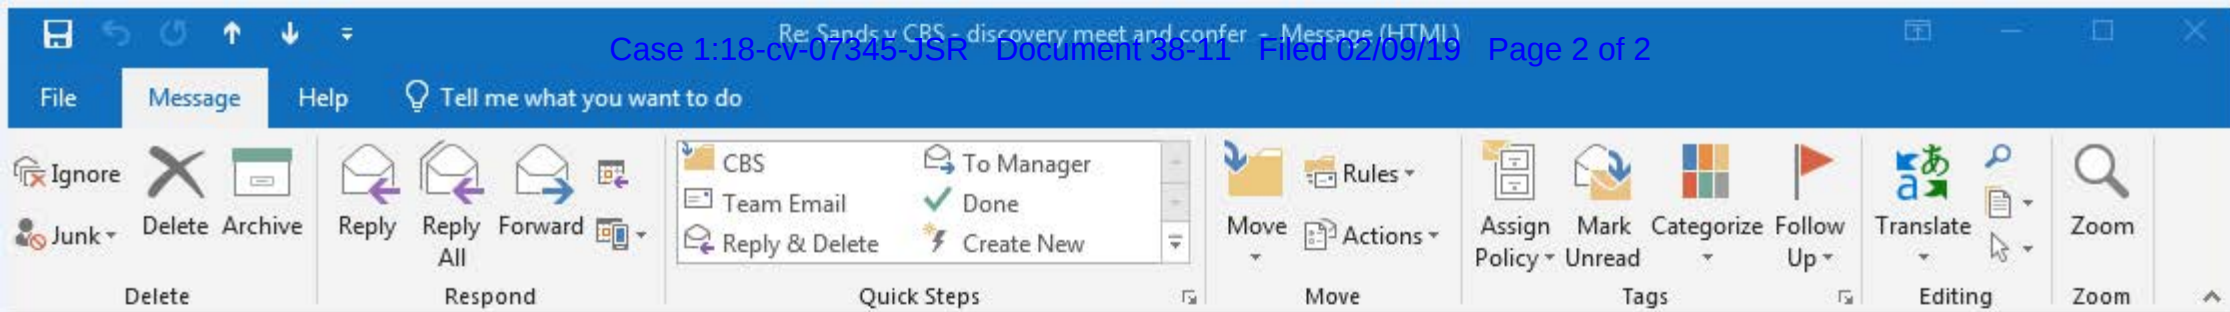 Re: Sands v CBS - discovery meet and confer - Message (HTML)
Case 1:18-cv-07345-JSR Document 38-11 Filed 02/09/19 Page 2 of 2
File Message Help Tell me what you want to do
Ignore
Junk
Delete Archive
Delete
Reply Reply All Forward
Respond
CBS To Manager
Team Email Done
Reply & Delete Create New
Quick Steps
Move Rules
Actions
Move
Assign Policy Mark Unread Categorize Follow Up
Tags
Translate
Editing
Zoom
Zoom